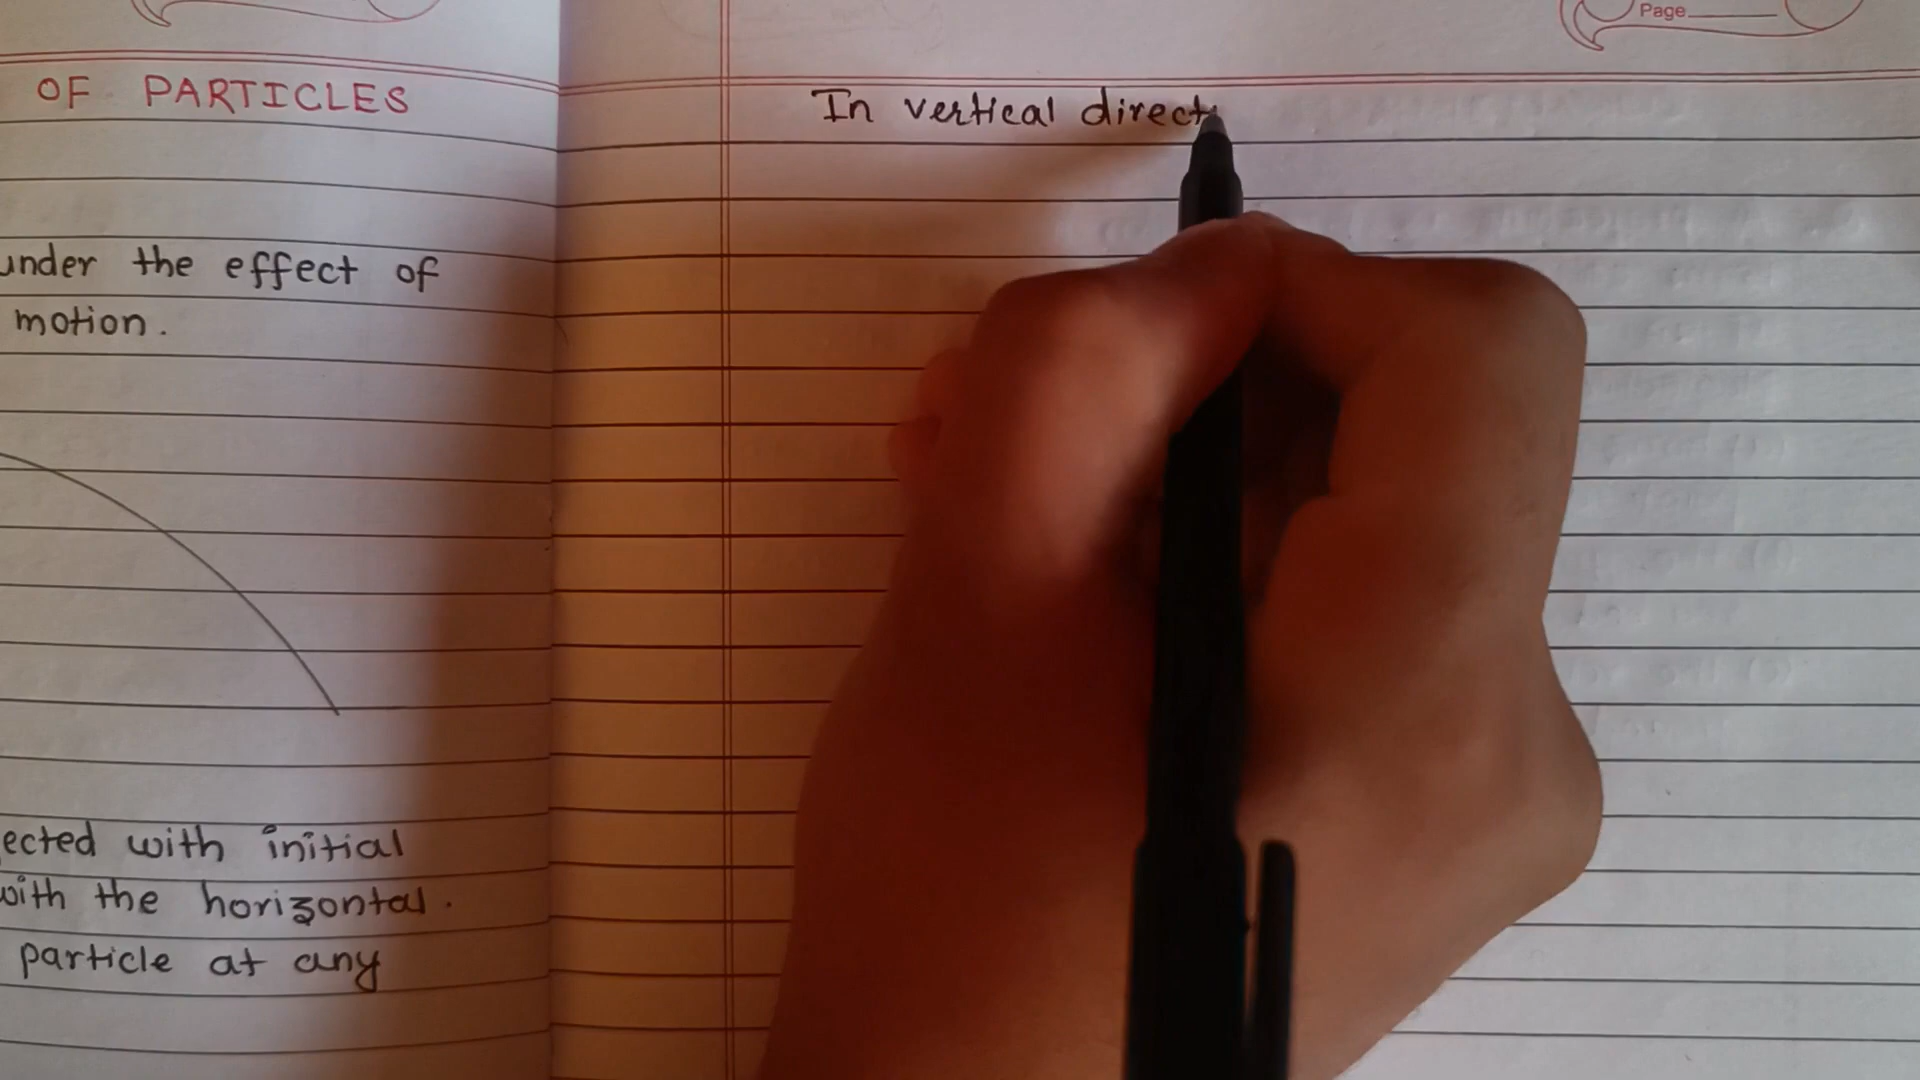 OF PARTICLES
under the effect of
motion.
ected with initial
with the horizontal.
particle at any
Page
In vertical direct